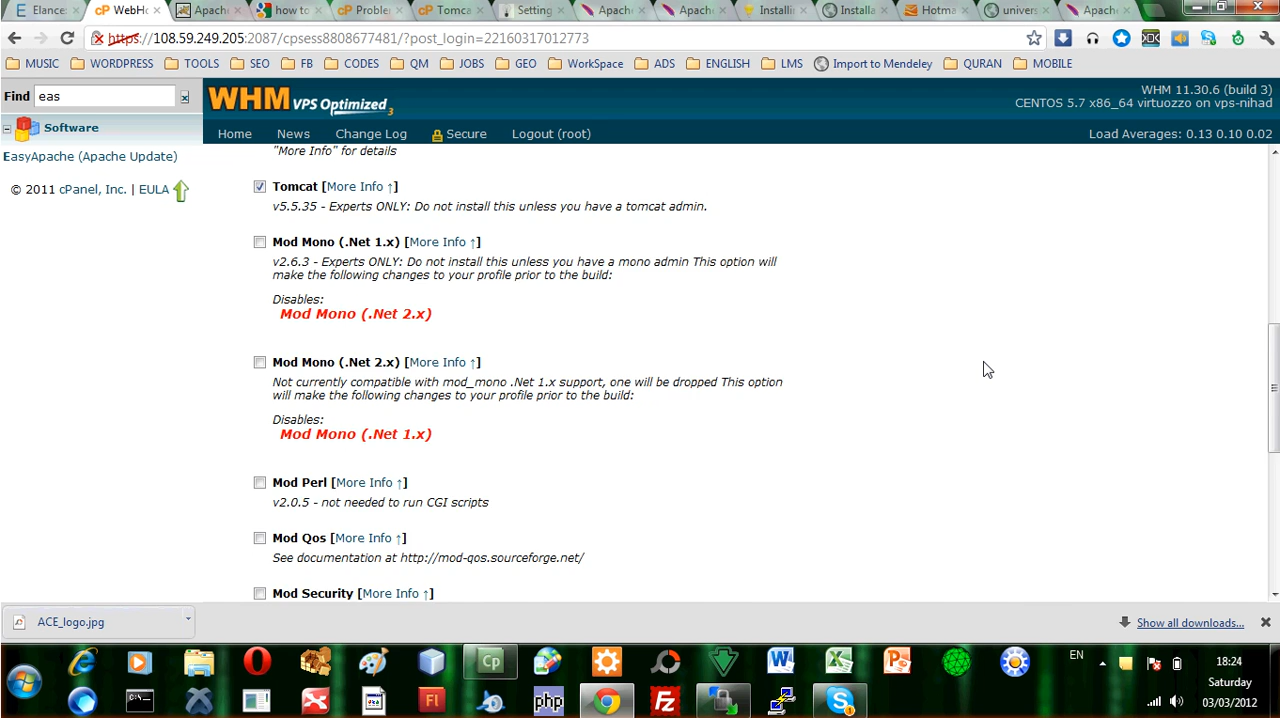 Elance:
WebHo
Apache
how to
Proble
Tomca
Setting
Apache
Apache
Installin
Installa
Hotma
univers
Apache
https://108.59.249.205:2087/cpsess8808677481/?post_login=22160317012773
MUSIC WORDPRESS TOOLS SEO FB CODES QM JOBS GEO WorkSpace ADS ENGLISH LMS Import to Mendeley QURAN MOBILE
Find eas
WHM VPS Optimized 3
WHM 11.30.6 (build 3)
CENTOS 5.7 x86_64 virtuozzo on vps-nihad
Software
Home News Change Log Secure Logout (root) Load Averages: 0.13 0.10 0.02
EasyApache (Apache Update)
© 2011 cPanel, Inc. | EULA
"More Info" for details
Tomcat [More Info ↑]
v5.5.35 - Experts ONLY: Do not install this unless you have a tomcat admin.
Mod Mono (.Net 1.x) [More Info ↑]
v2.6.3 - Experts ONLY: Do not install this unless you have a mono admin This option will
make the following changes to your profile prior to the build:
Disables:
Mod Mono (.Net 2.x)
Mod Mono (.Net 2.x) [More Info ↑]
Not currently compatible with mod_mono .Net 1.x support, one will be dropped This option
will make the following changes to your profile prior to the build:
Disables:
Mod Mono (.Net 1.x)
Mod Perl [More Info ↑]
v2.0.5 - not needed to run CGI scripts
Mod Qos [More Info ↑]
See documentation at http://mod-qos.sourceforge.net/
Mod Security [More Info ↑]
ACE_logo.jpg
Show all downloads...
EN
18:24
Saturday
03/03/2012